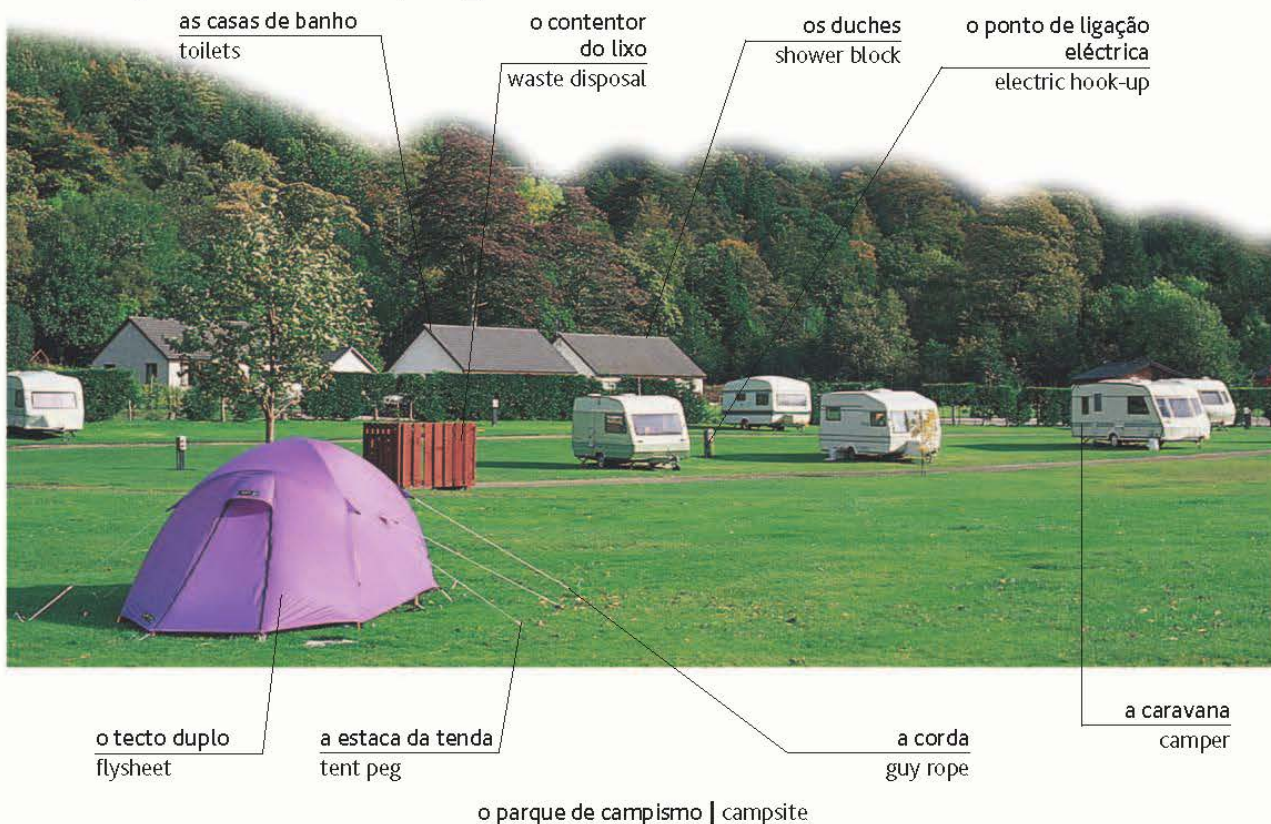 as casas de banho
toilets
o contentor
do lixo
waste disposal
os duches
shower block
o ponto de ligação
eléctrica
electric hook-up
o tecto duplo
flysheet
a estaca da tenda
tent peg
a corda
guy rope
a caravana
camper
o parque de campismo | campsite